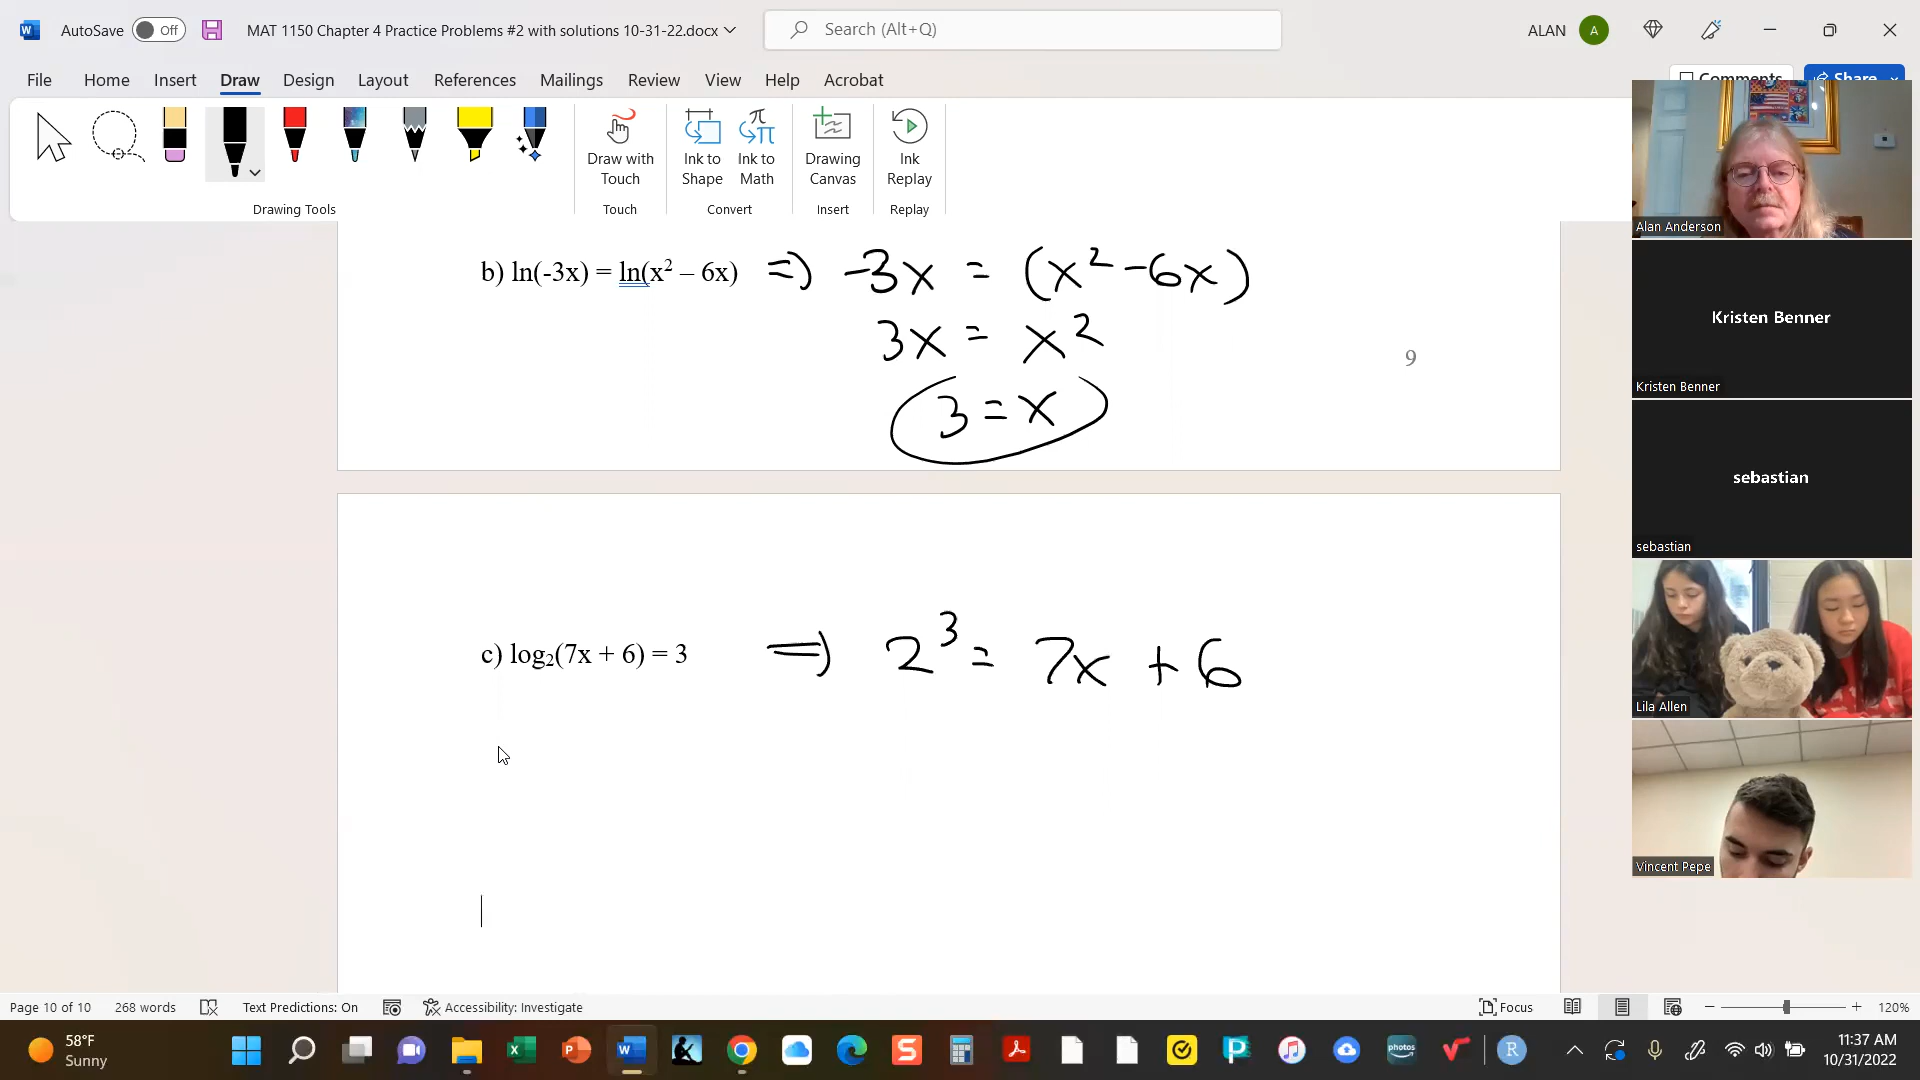 AutoSave Off MAT 1150 Chapter 4 Practice Problems #2 with solutions 10-31-22.docx Search (Alt+Q) ALAN A
File Home Insert Draw Design Layout References Mailings Review View Help Acrobat Comments Share
Draw with Touch
Ink to Shape
Ink to Math
Drawing Canvas
Ink Replay
Drawing Tools Touch Convert Insert Replay
b) ln(-3x) = ln(x² – 6x) => -3x = (x² - 6x)
3x = x²
9
3 = x
c) log₂(7x + 6) = 3 => 2³ = 7x + 6
Alan Anderson
Kristen Benner
Kristen Benner
sebastian
sebastian
Lila Allen
Vincent Pepe
Page 10 of 10 268 words Text Predictions: On Accessibility: Investigate Focus 120%
58°F
Sunny
photos
R
11:37 AM
10/31/2022